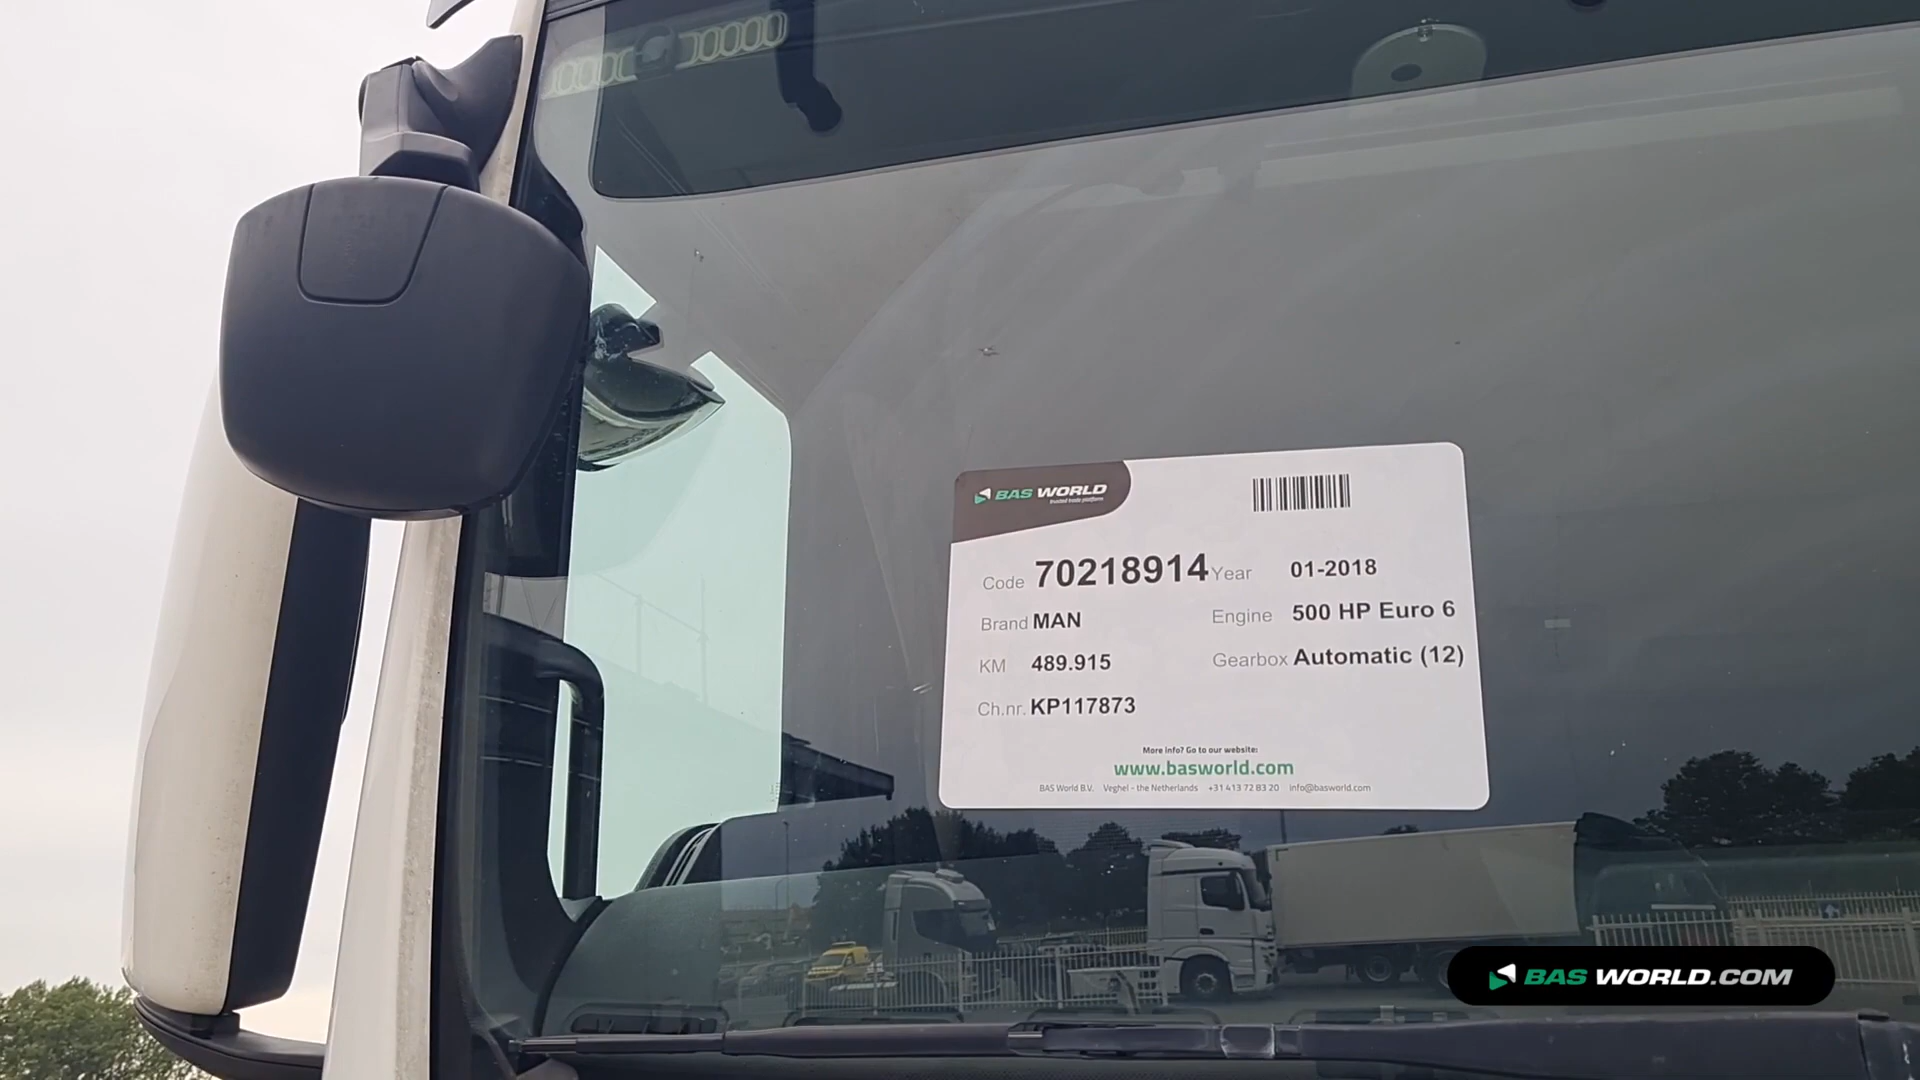 BAS WORLD
trusted trade platform
Code 70218914 Year 01-2018
Brand MAN Engine 500 HP Euro 6
KM 489.915 Gearbox Automatic (12)
Ch.nr. KP117873
More info? Go to our website:
www.basworld.com
BAS World B.V. Veghel - the Netherlands +31 413 72 83 20 info@basworld.com
BAS WORLD.COM